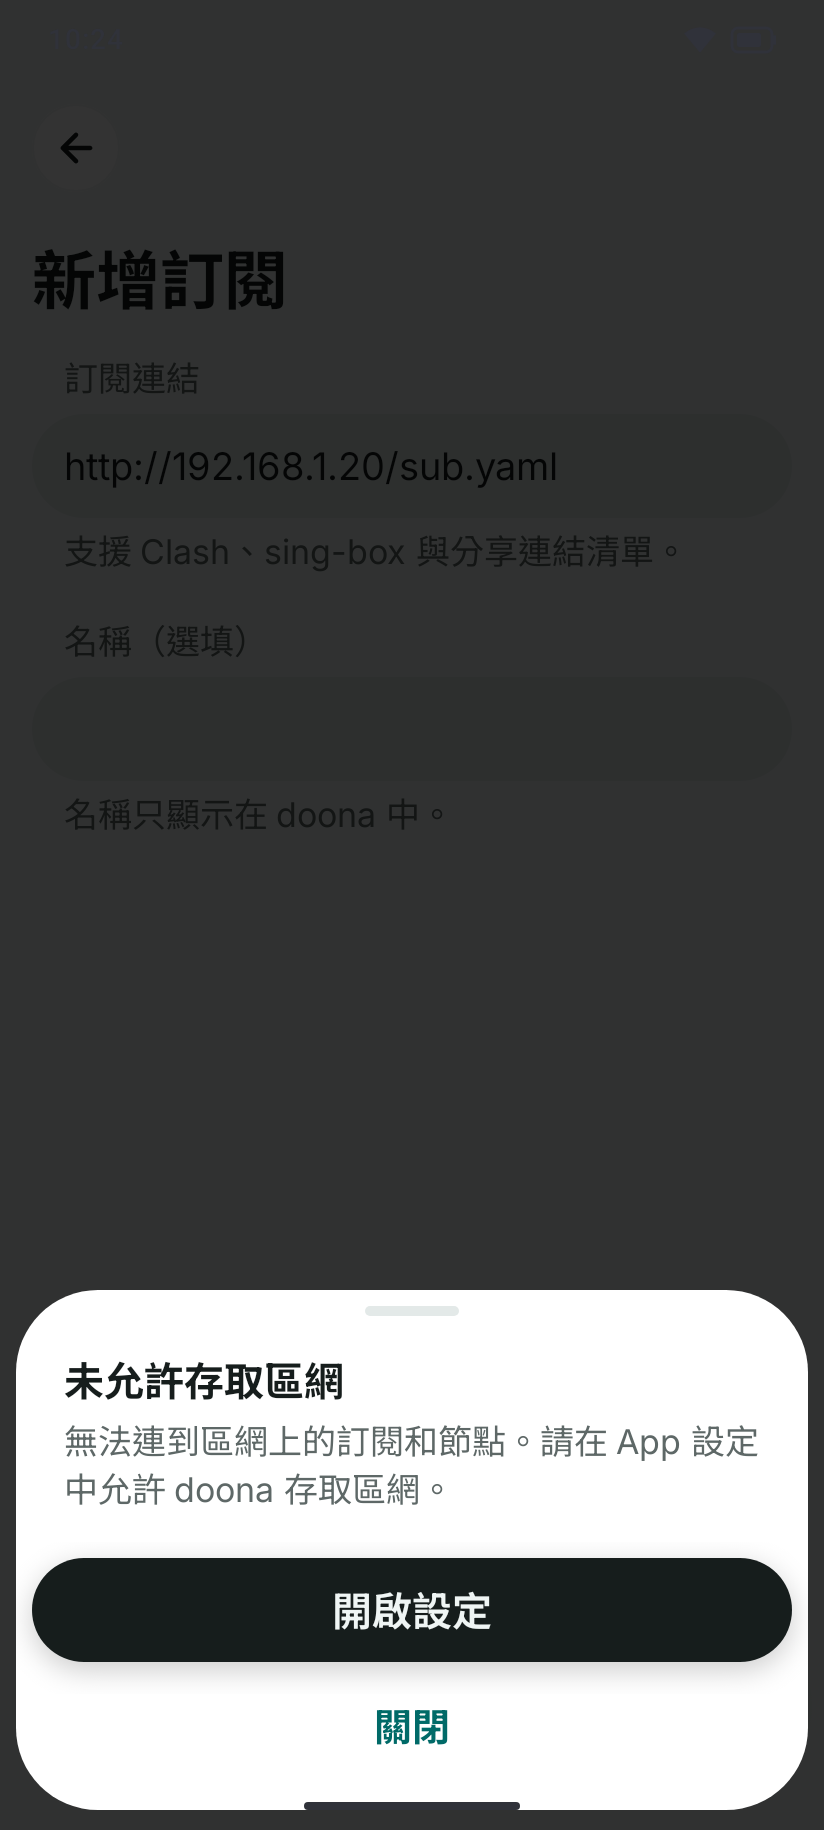 新增訂閱
訂閱連結
http://192.168.1.20/sub.yaml
支援 Clash、sing-box 與分享連結清單。
名稱（選填）
名稱只顯示在 doona 中。
未允許存取區網
無法連到區網上的訂閱和節點。請在 App 設定
中允許 doona 存取區網。
開啟設定
關閉